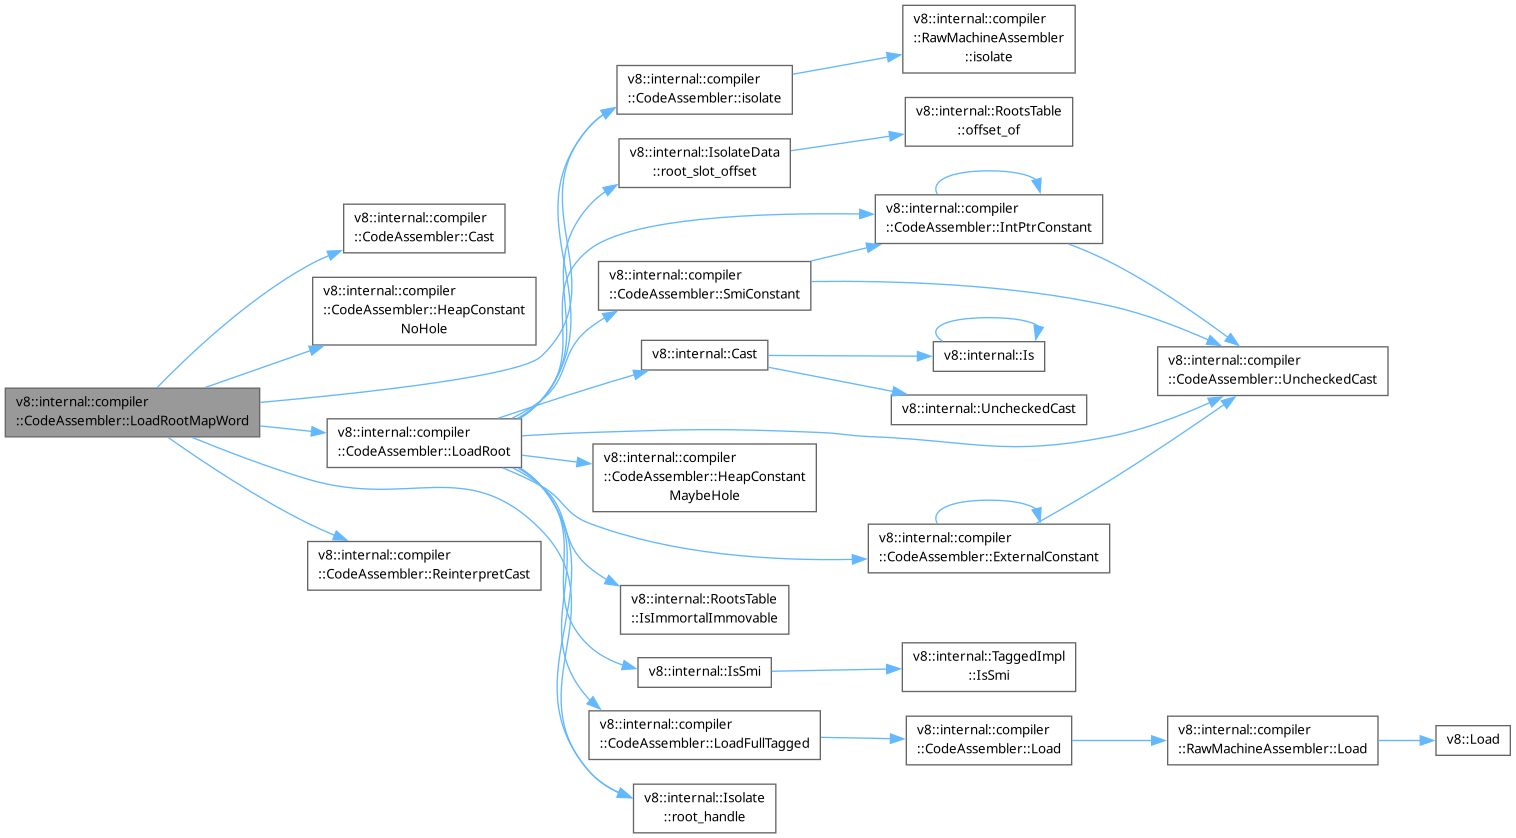 v8::internal::compiler
::CodeAssembler::LoadRootMapWord
v8::internal::compiler
::CodeAssembler::Cast
v8::internal::compiler
::CodeAssembler::HeapConstant
NoHole
v8::internal::compiler
::CodeAssembler::LoadRoot
v8::internal::compiler
::CodeAssembler::ReinterpretCast
v8::internal::compiler
::CodeAssembler::isolate
v8::internal::IsolateData
::root_slot_offset
v8::internal::compiler
::CodeAssembler::SmiConstant
v8::internal::Cast
v8::internal::compiler
::CodeAssembler::HeapConstant
MaybeHole
v8::internal::RootsTable
::IsImmortalImmovable
v8::internal::IsSmi
v8::internal::compiler
::CodeAssembler::LoadFullTagged
v8::internal::Isolate
::root_handle
v8::internal::compiler
::RawMachineAssembler
::isolate
v8::internal::RootsTable
::offset_of
v8::internal::compiler
::CodeAssembler::IntPtrConstant
v8::internal::Is
v8::internal::UncheckedCast
v8::internal::compiler
::CodeAssembler::ExternalConstant
v8::internal::TaggedImpl
::IsSmi
v8::internal::compiler
::CodeAssembler::Load
v8::internal::compiler
::CodeAssembler::UncheckedCast
v8::internal::compiler
::RawMachineAssembler::Load
v8::Load